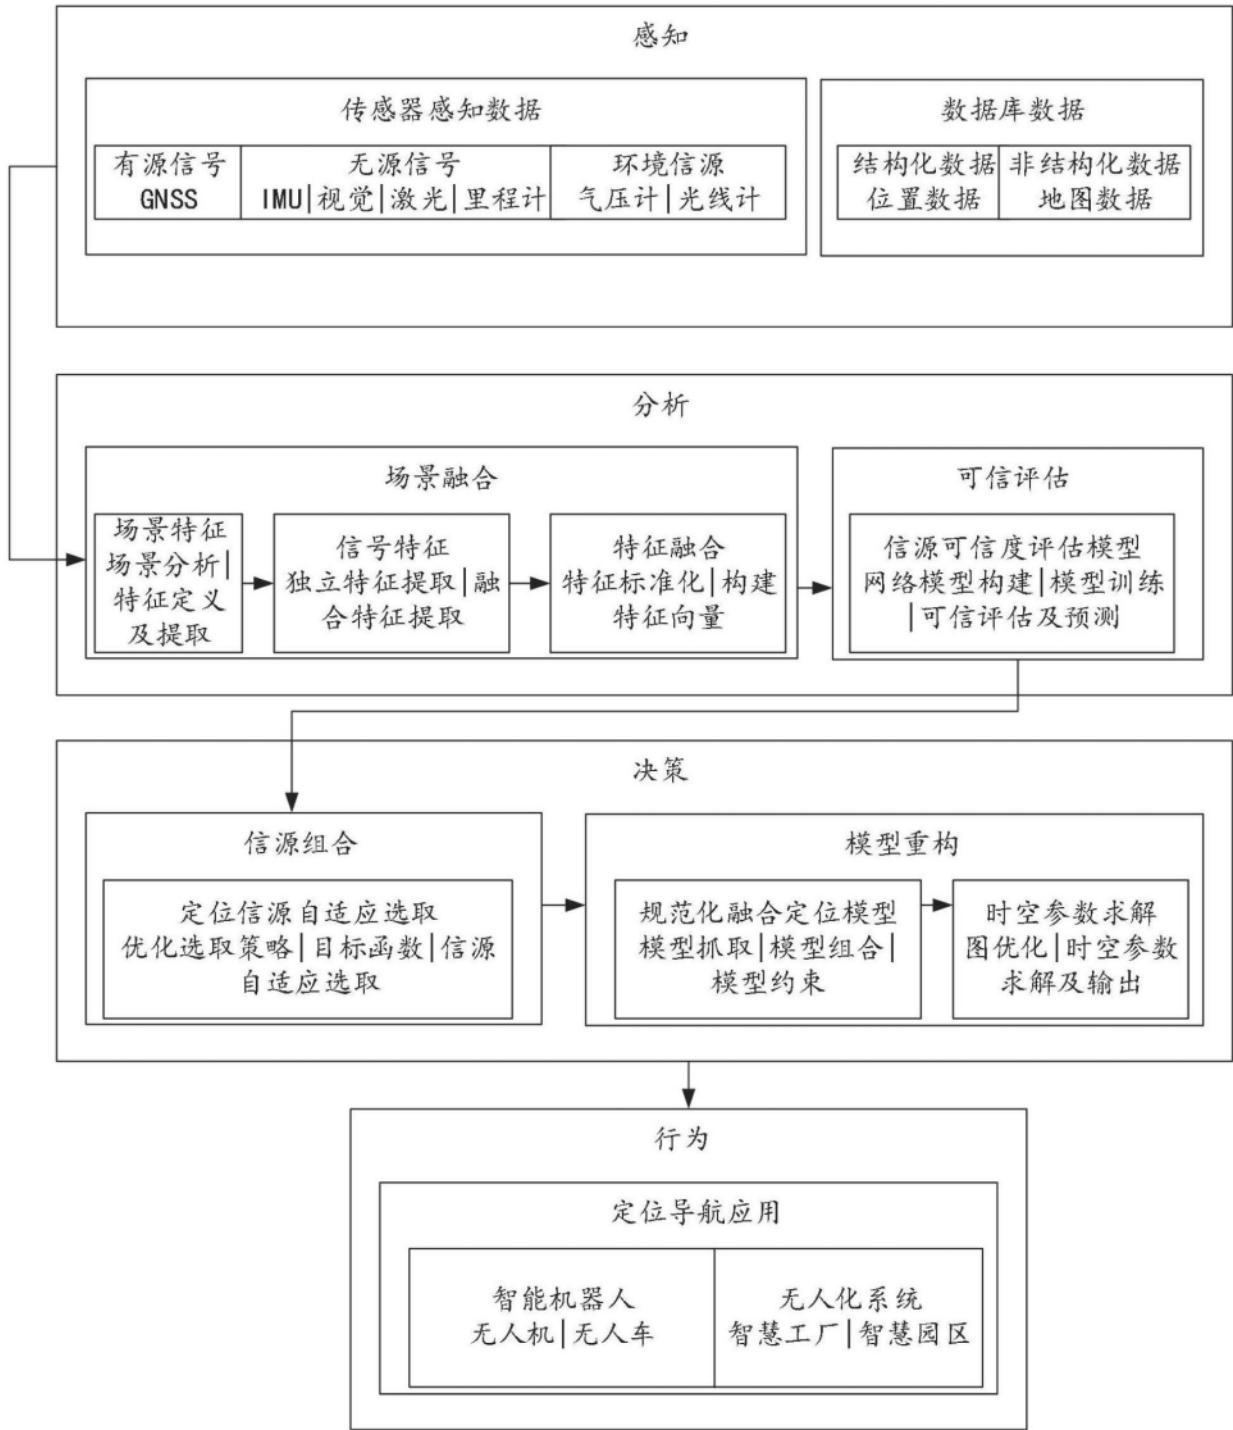 感知
传感器感知数据
数据库数据
有源信号
GNSS
无源信号
IMU|视觉|激光|里程计
环境信源
气压计|光线计
结构化数据
位置数据
非结构化数据
地图数据
分析
场景融合
可信评估
场景特征
场景分析|
特征定义
及提取
信号特征
独立特征提取|融
合特征提取
特征融合
特征标准化|构建
特征向量
信源可信度评估模型
网络模型构建|模型训练
|可信评估及预测
决策
信源组合
定位信源自适应选取
优化选取策略|目标函数|信源
自适应选取
模型重构
规范化融合定位模型
模型抓取|模型组合|
模型约束
时空参数求解
图优化|时空参数
求解及输出
行为
定位导航应用
智能机器人
无人机|无人车
无人化系统
智慧工厂|智慧园区